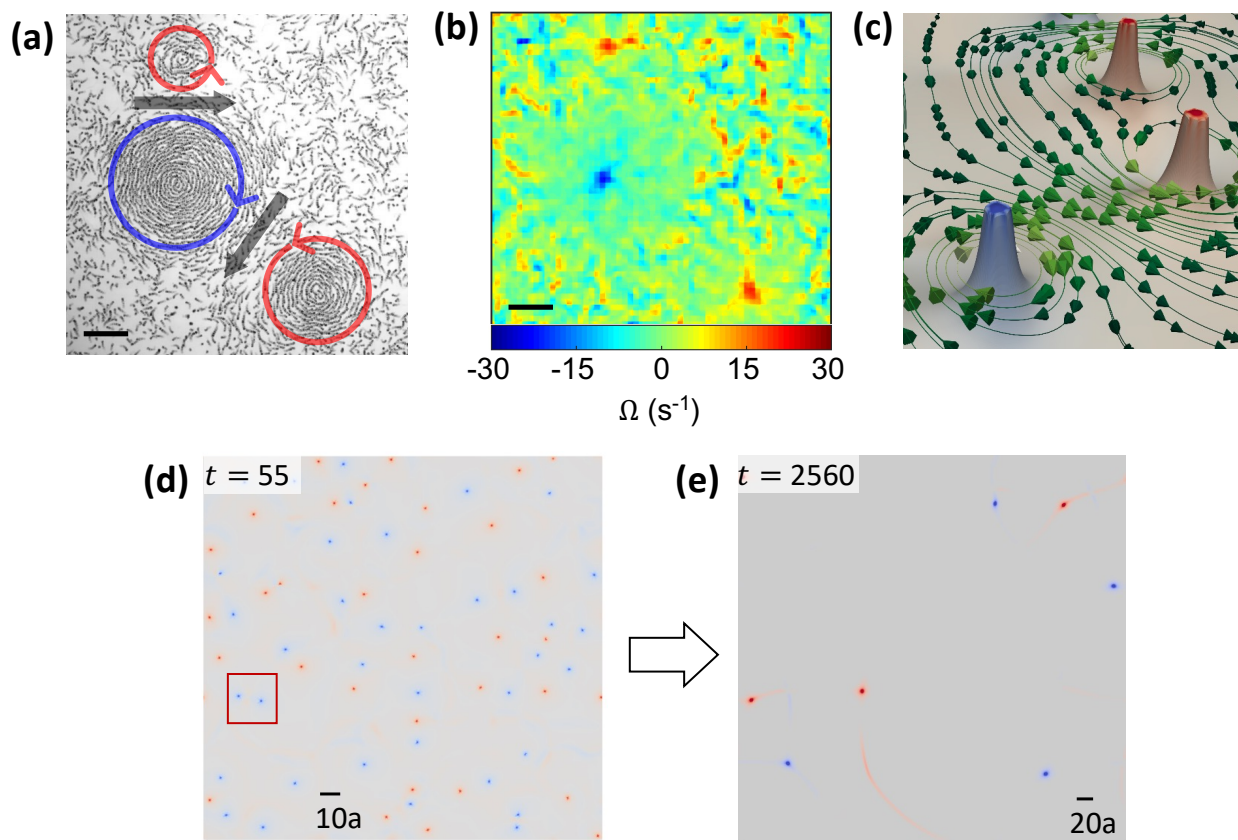 (a)
(b)
(c)
-30 -15 0 15 30
Ω (s⁻¹)
(d)
t = 55
10a
(e)
t = 2560
20a